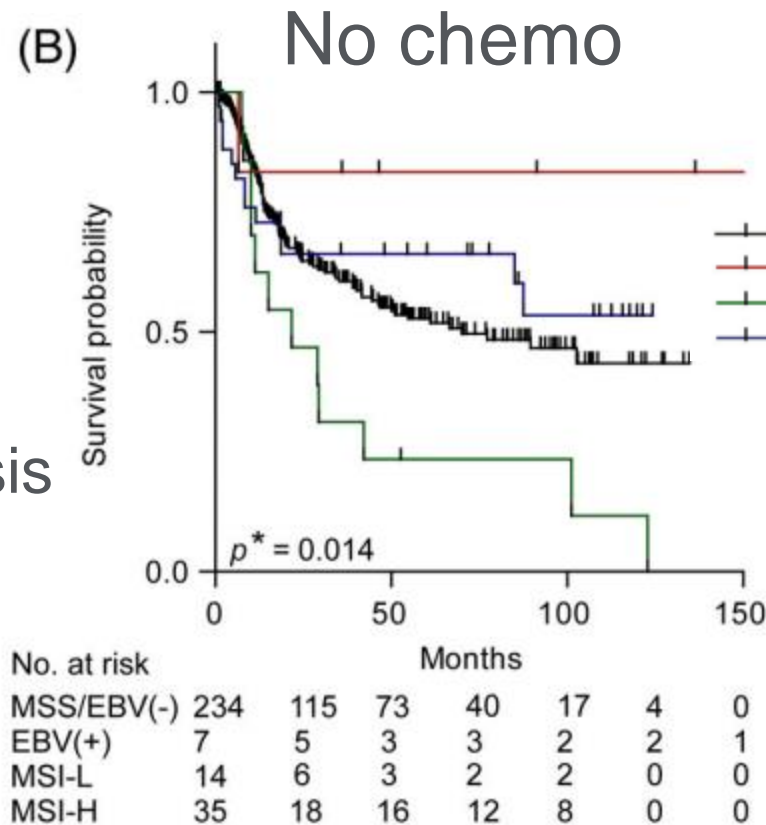 (B)
No chemo
1.0
Survival probability
0.5
sis
p* = 0.014
0.0
0 50 100 150
No. at risk Months
MSS/EBV(-) 234 115 73 40 17 4 0
EBV(+) 7 5 3 3 2 2 1
MSI-L 14 6 3 2 2 0 0
MSI-H 35 18 16 12 8 0 0